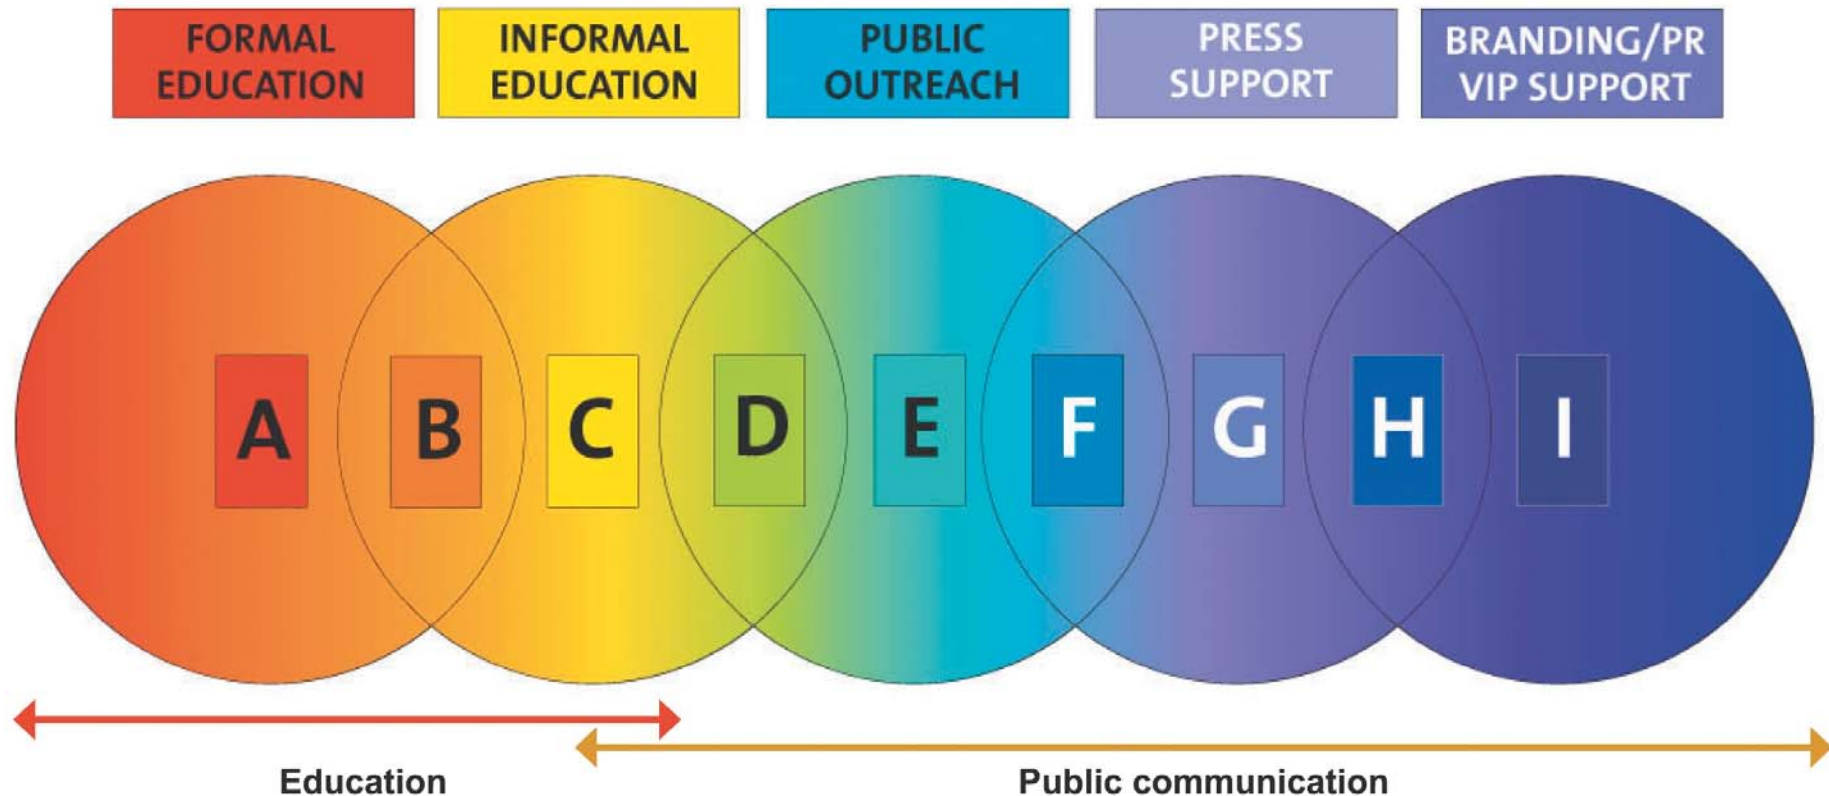 FORMAL
EDUCATION
INFORMAL
EDUCATION
PUBLIC
OUTREACH
PRESS
SUPPORT
BRANDING/PR
VIP SUPPORT
A
B
C
D
E
F
G
H
I
Education
Public communication